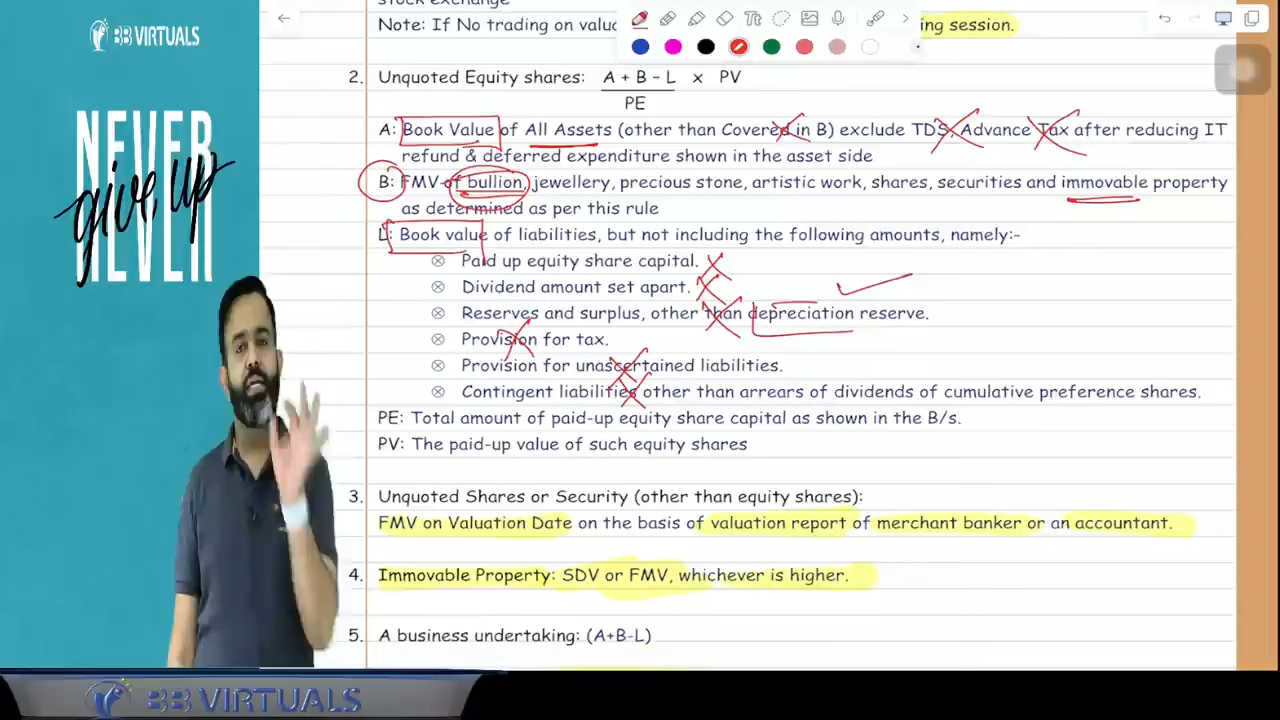 BB VIRTUALS
NEVER
give up
NEVER
stock exchange
Note: If No trading on valu
ing session.
2. Unquoted Equity shares: A + B - L x PV
PE
A: Book Value of All Assets (other than Covered in B) exclude TDS, Advance Tax after reducing IT
refund & deferred expenditure shown in the asset side
B: FMV of bullion, jewellery, precious stone, artistic work, shares, securities and immovable property
as determined as per this rule
L: Book value of liabilities, but not including the following amounts, namely:-
⊗ Paid up equity share capital.
⊗ Dividend amount set apart.
⊗ Reserves and surplus, other than depreciation reserve.
⊗ Provision for tax.
⊗ Provision for unascertained liabilities.
⊗ Contingent liabilities other than arrears of dividends of cumulative preference shares.
PE: Total amount of paid-up equity share capital as shown in the B/s.
PV: The paid-up value of such equity shares
3. Unquoted Shares or Security (other than equity shares):
FMV on Valuation Date on the basis of valuation report of merchant banker or an accountant.
4. Immovable Property: SDV or FMV, whichever is higher.
5. A business undertaking: (A+B-L)
BB VIRTUALS